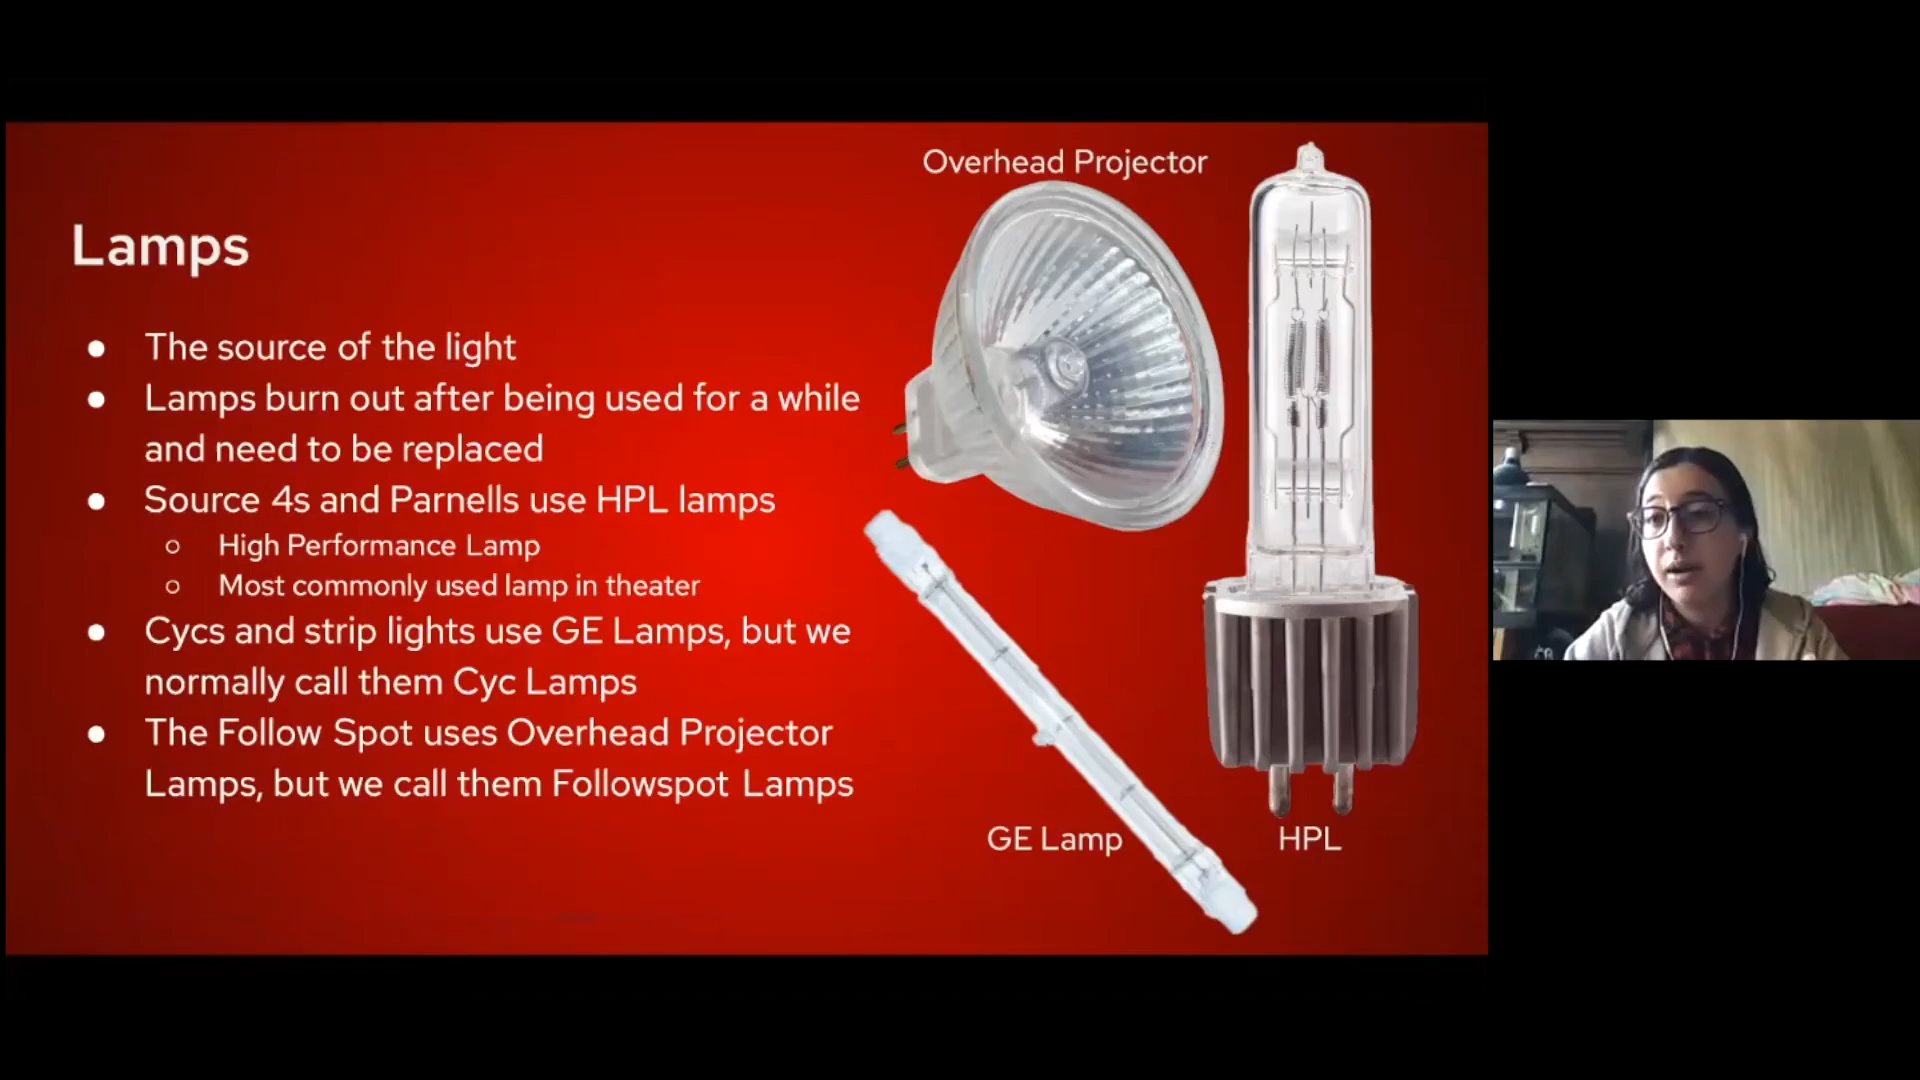 Overhead Projector
Lamps
The source of the light
Lamps burn out after being used for a while
and need to be replaced
Source 4s and Parnells use HPL lamps
High Performance Lamp
Most commonly used lamp in theater
Cycs and strip lights use GE Lamps, but we
normally call them Cyc Lamps
The Follow Spot uses Overhead Projector
Lamps, but we call them Followspot Lamps
GE Lamp
HPL